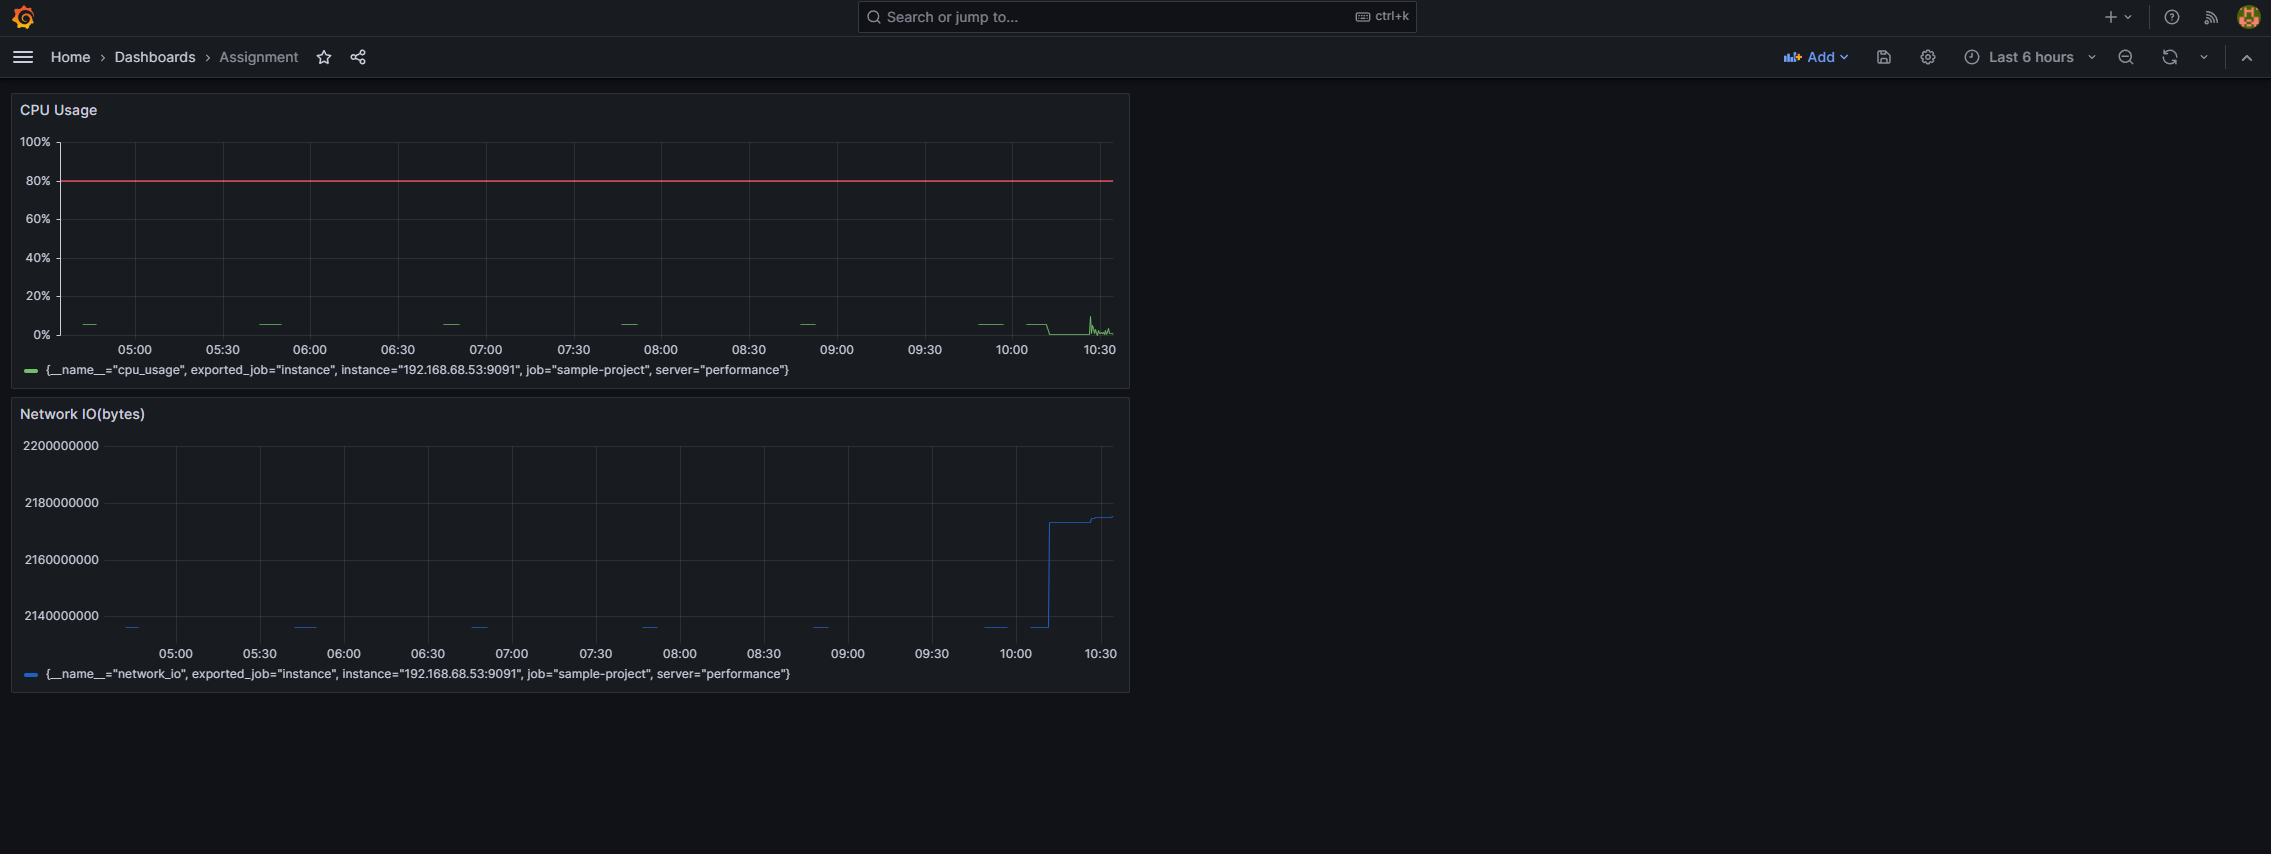 Search or jump to... ctrl+k
Home › Dashboards › Assignment Add Last 6 hours
CPU Usage
100%
80%
60%
40%
20%
0%
05:00 05:30 06:00 06:30 07:00 07:30 08:00 08:30 09:00 09:30 10:00 10:30
{__name__="cpu_usage", exported_job="instance", instance="192.168.68.53:9091", job="sample-project", server="performance"}
Network IO(bytes)
2200000000
2180000000
2160000000
2140000000
05:00 05:30 06:00 06:30 07:00 07:30 08:00 08:30 09:00 09:30 10:00 10:30
{__name__="network_io", exported_job="instance", instance="192.168.68.53:9091", job="sample-project", server="performance"}